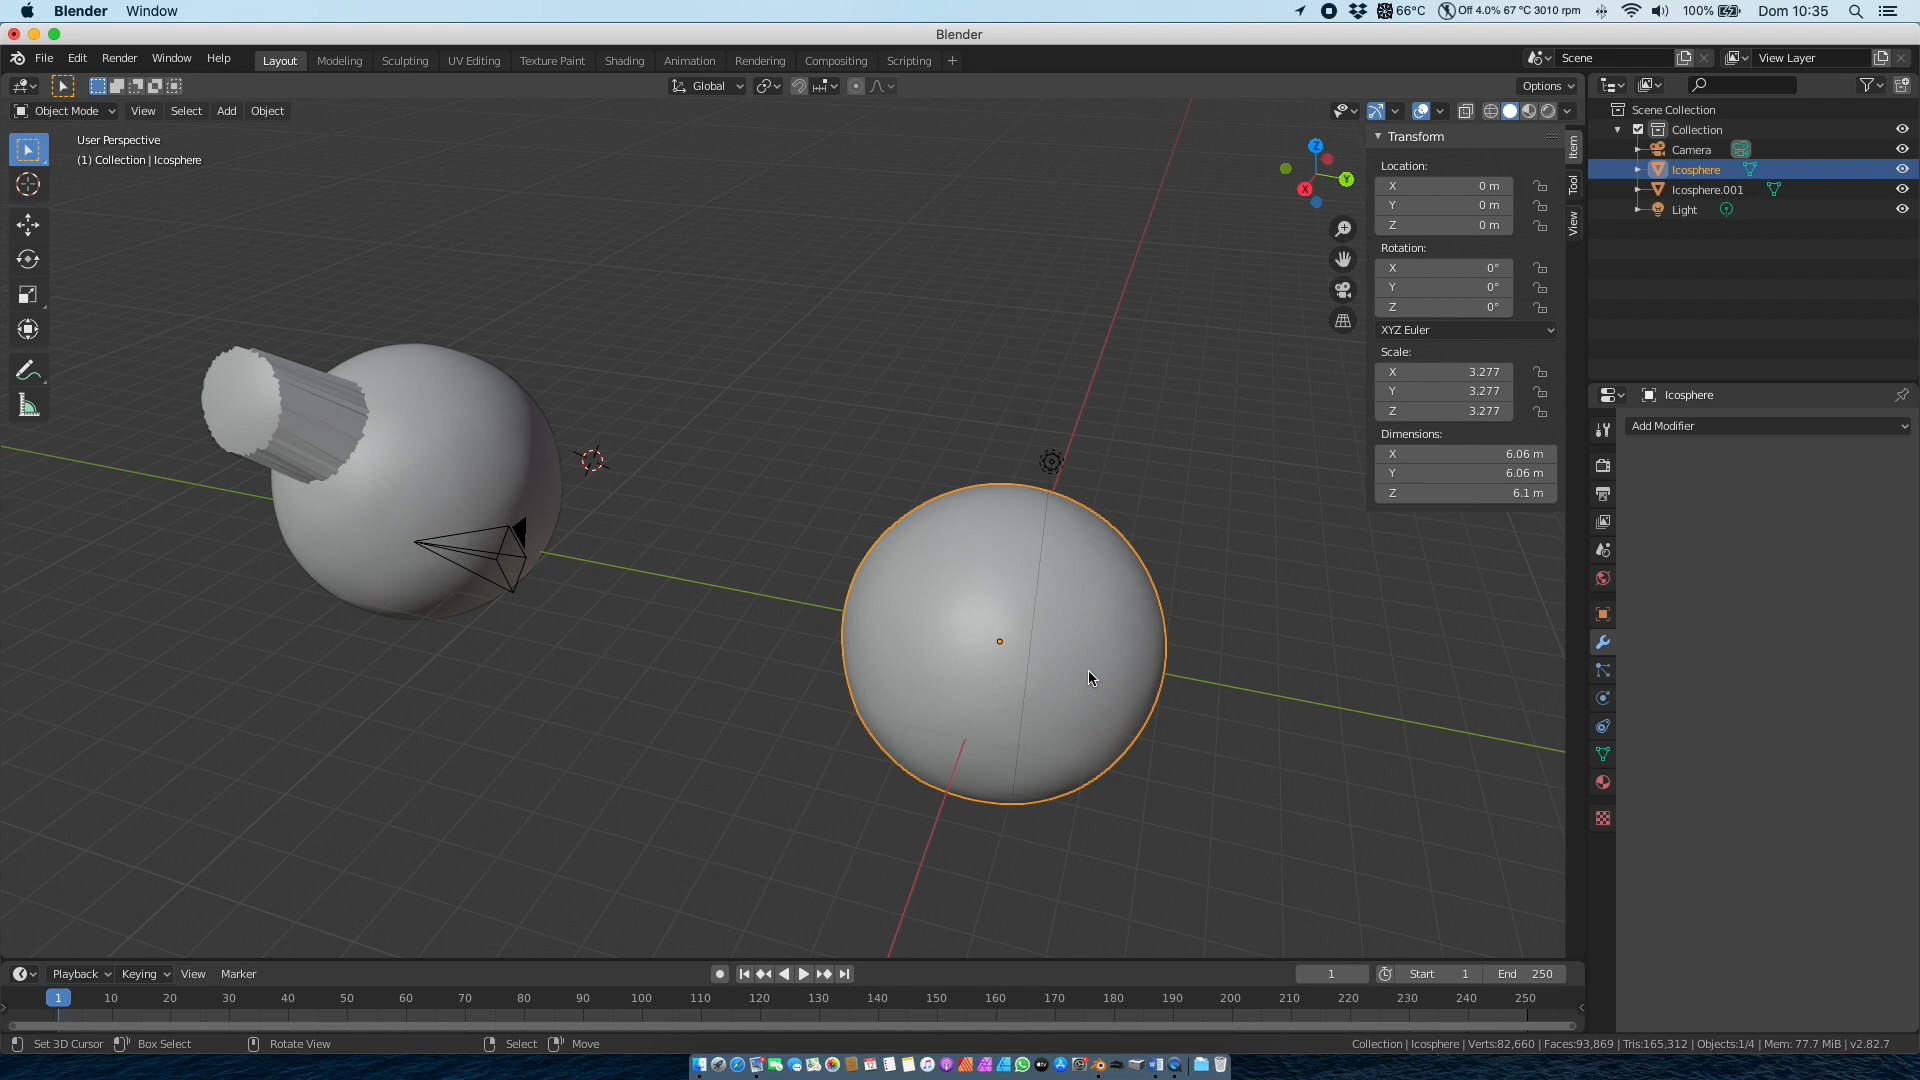 Blender Window 66°C Off 4.0% 67 °C 3010 rpm 100% Dom 10:35
Blender
File Edit Render Window Help Layout Modeling Sculpting UV Editing Texture Paint Shading Animation Rendering Compositing Scripting + Scene View Layer
Global Options
Object Mode View Select Add Object
User Perspective
(1) Collection | Icosphere
Z
Y
X
Transform
Location:
X 0 m
Y 0 m
Z 0 m
Rotation:
X 0°
Y 0°
Z 0°
XYZ Euler
Scale:
X 3.277
Y 3.277
Z 3.277
Dimensions:
X 6.06 m
Y 6.06 m
Z 6.1 m
Item
Tool
View
Scene Collection
Collection
Camera
Icosphere
Icosphere.001
Light
Icosphere
Add Modifier
Playback Keying View Marker 1 Start 1 End 250
1 10 20 30 40 50 60 70 80 90 100 110 120 130 140 150 160 170 180 190 200 210 220 230 240 250
Set 3D Cursor Box Select Rotate View Select Move Collection | Icosphere | Verts:82,660 | Faces:93,869 | Tris:165,312 | Objects:1/4 | Mem: 77.7 MiB | v2.82.7